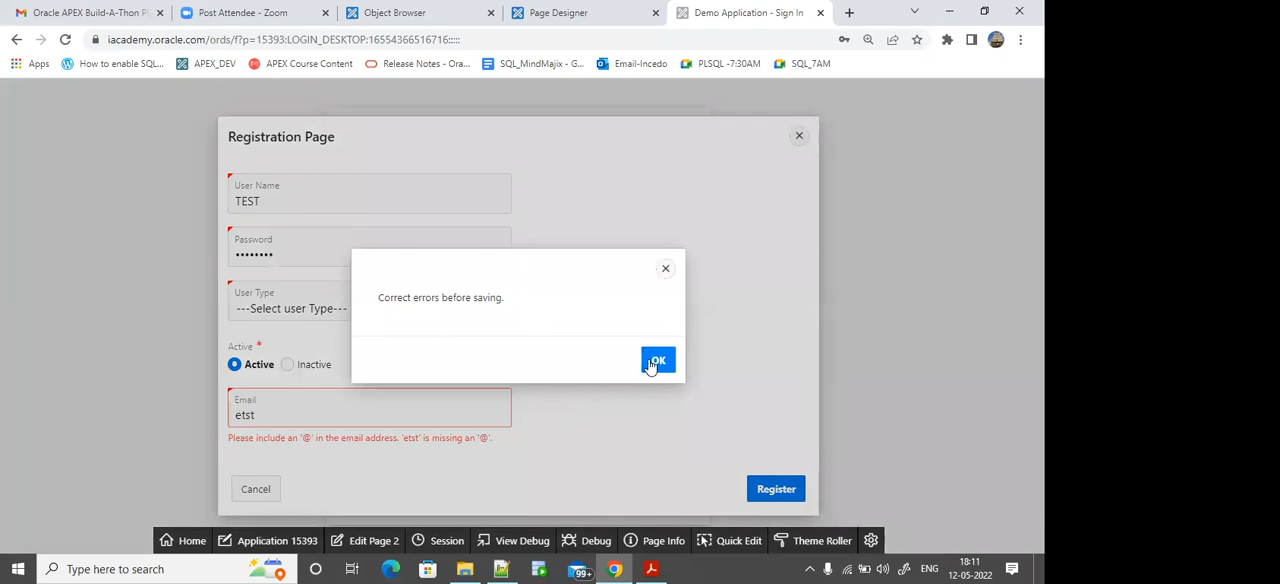 Oracle APEX Build-A-Thon P
Post Attendee - Zoom
Object Browser
Page Designer
Demo Application - Sign In
iacademy.oracle.com/ords/f?p=15393:LOGIN_DESKTOP:16554366516716:::::
Apps
How to enable SQL...
APEX_DEV
APEX Course Content
Release Notes - Ora...
SQL_MindMajix - G...
Email-Incedo
PLSQL -7:30AM
SQL_7AM
Registration Page
User Name
TEST
Password
••••••••
User Type
---Select user Type---
Correct errors before saving.
OK
Active *
Active
Inactive
Email
etst
Please include an '@' in the email address. 'etst' is missing an '@'.
Cancel
Register
Home
Application 15393
Edit Page 2
Session
View Debug
Debug
Page Info
Quick Edit
Theme Roller
Type here to search
99+
ENG
18:11
12-05-2022